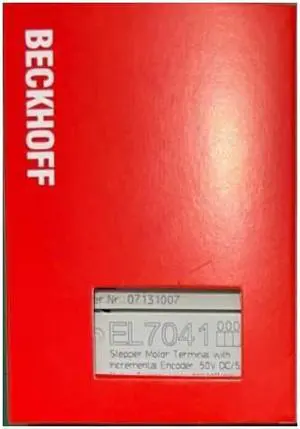 BECKHOFF
er.Nr. 07131007
EL7041
Stepper Motor Terminal with
Incremental Encoder 50V DC/5